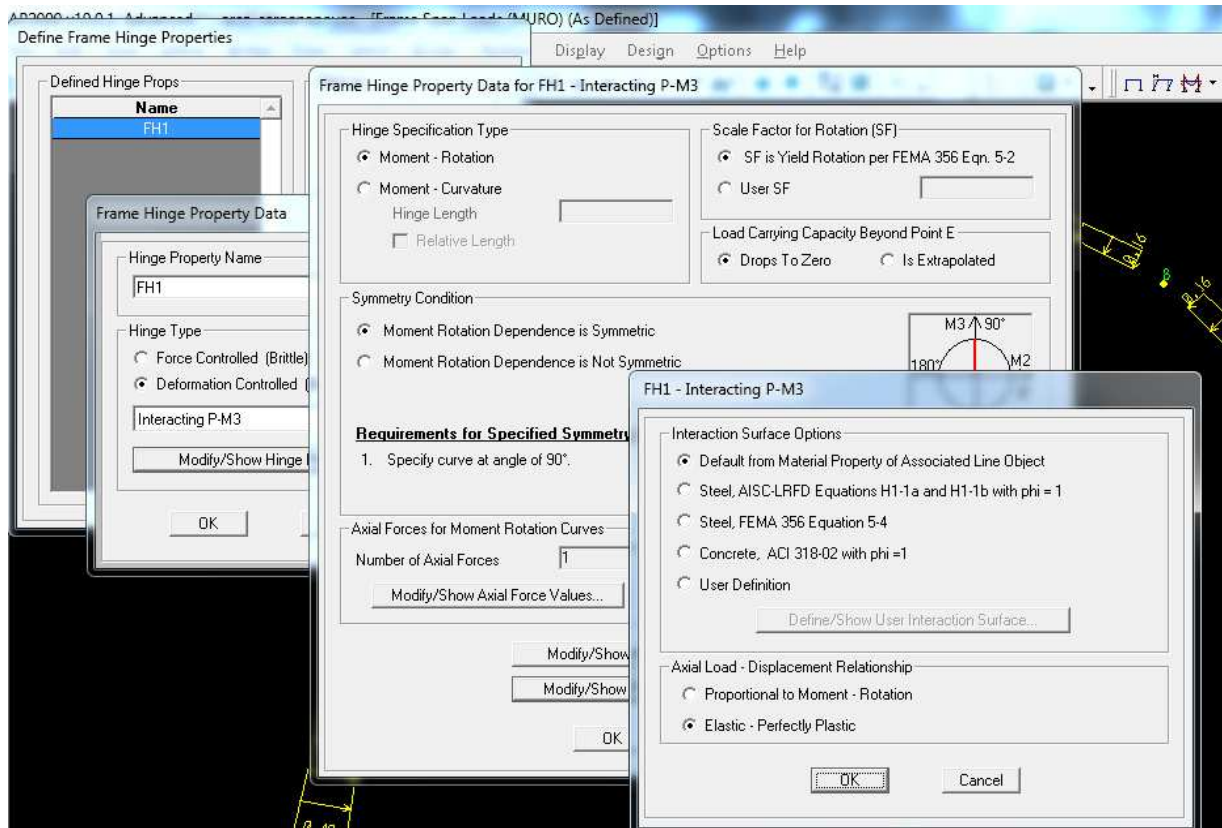 [Frame Span Loads (MURO) (As Defined)]
Define Frame Hinge Properties
Display Design Options Help
Defined Hinge Props
Name
FH1
Frame Hinge Property Data for FH1 - Interacting P-M3
Hinge Specification Type
Moment - Rotation
Moment - Curvature
Hinge Length
Relative Length
Scale Factor for Rotation (SF)
SF is Yield Rotation per FEMA 356 Eqn. 5-2
User SF
Load Carrying Capacity Beyond Point E
Drops To Zero Is Extrapolated
Frame Hinge Property Data
Hinge Property Name
FH1
Hinge Type
Force Controlled (Brittle)
Deformation Controlled (
Interacting P-M3
Modify/Show Hinge
OK
Symmetry Condition
Moment Rotation Dependence is Symmetric
Moment Rotation Dependence is Not Symmetric
M3 90°
180° M2
Requirements for Specified Symmetry
1. Specify curve at angle of 90°.
Axial Forces for Moment Rotation Curves
Number of Axial Forces 1
Modify/Show Axial Force Values...
Modify/Show
Modify/Show
OK
FH1 - Interacting P-M3
Interaction Surface Options
Default from Material Property of Associated Line Object
Steel, AISC-LRFD Equations H1-1a and H1-1b with phi = 1
Steel, FEMA 356 Equation 5-4
Concrete, ACI 318-02 with phi =1
User Definition
Define/Show User Interaction Surface...
Axial Load - Displacement Relationship
Proportional to Moment - Rotation
Elastic - Perfectly Plastic
OK Cancel